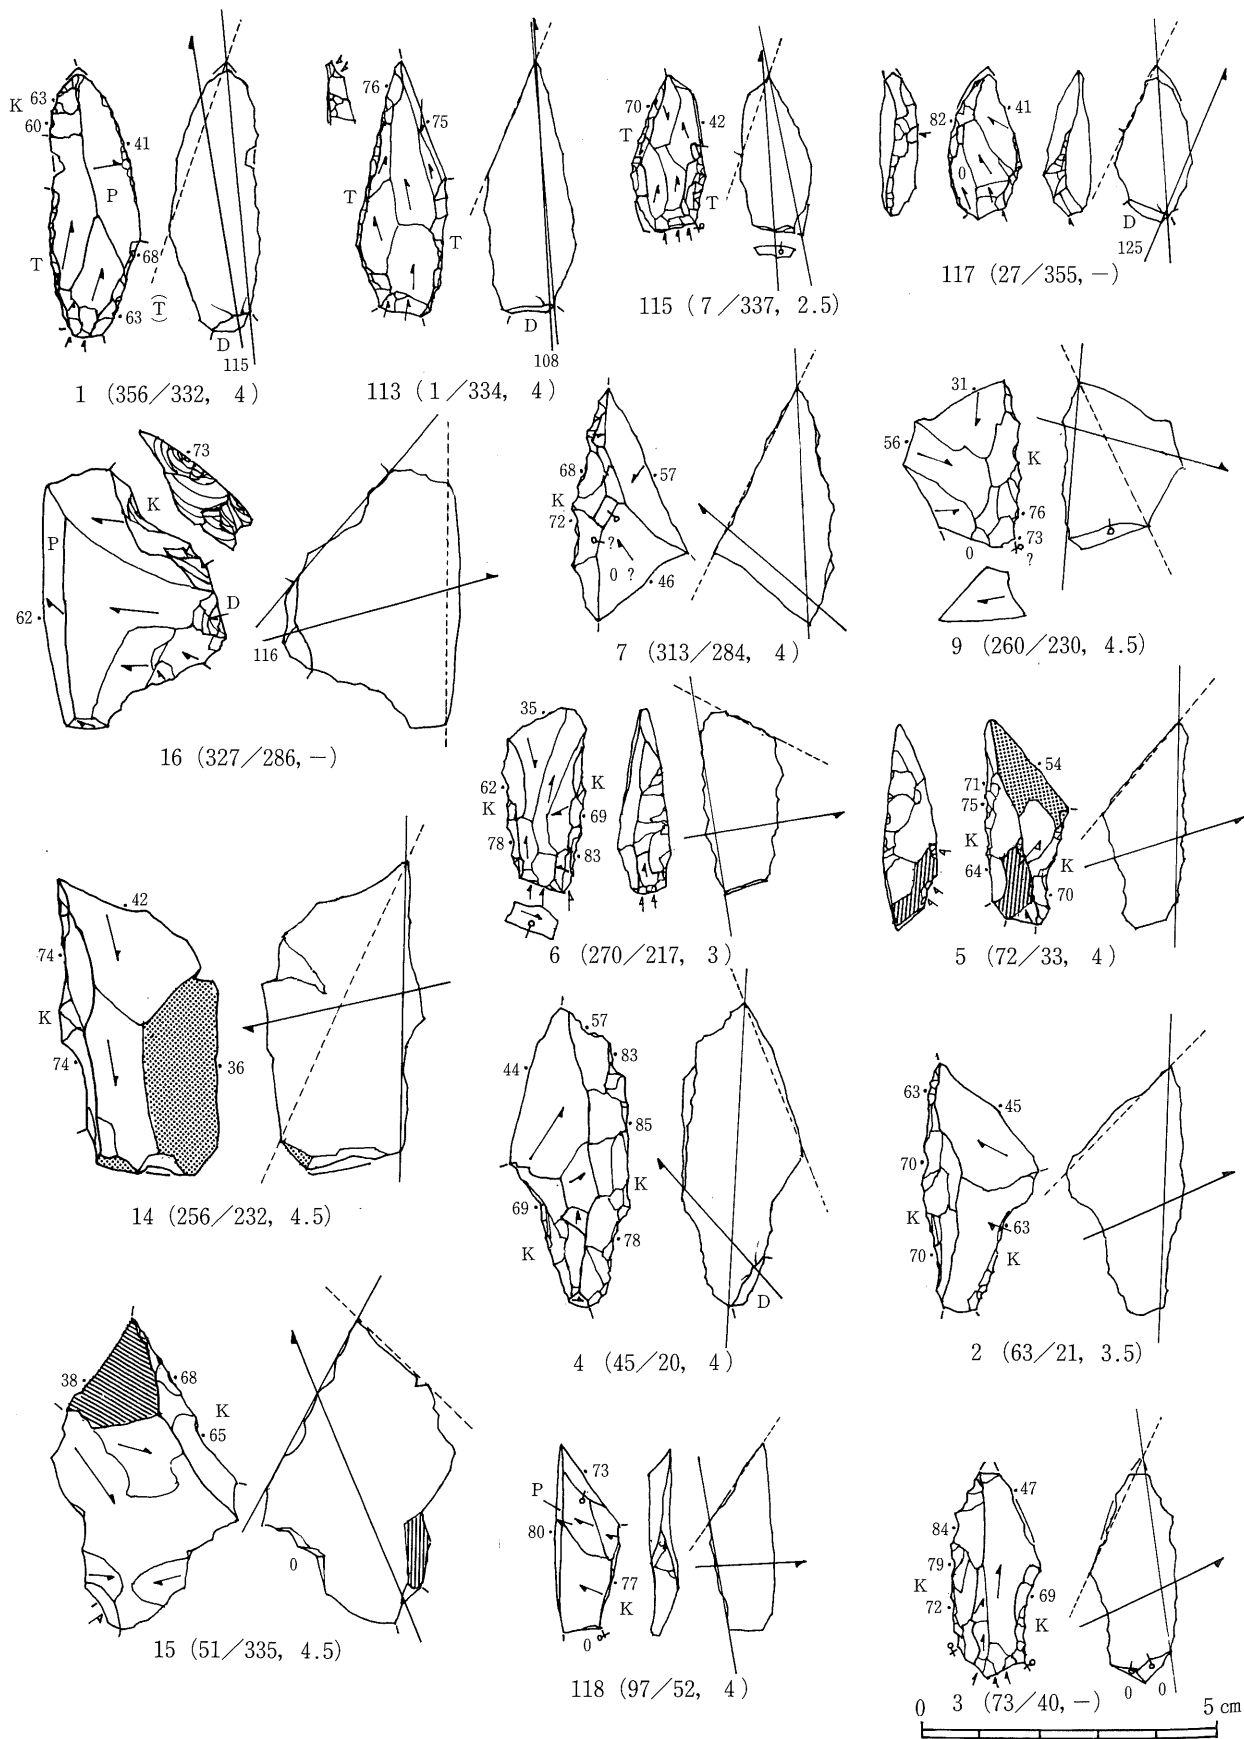 K 63
60
41
P
T
68
63
(T)
D
115
1 (356／332, 4)
76
75
T
T
D
108
113 (1／334, 4)
70
T
42
T
115 (7／337, 2.5)
82
41
0
D
125
117 (27／355, —)
73
K
P
D
62
116
16 (327／286, —)
68
57
K
72
?
0 ?
46
7 (313／284, 4)
31
56
K
76
73
?
0
9 (260／230, 4.5)
35
62
K
K
69
78
83
6 (270／217, 3)
54
71
75
K
K
64
70
5 (72／33, 4)
42
74
K
74
36
14 (256／232, 4.5)
57
83
44
85
K
69
K
78
D
4 (45／20, 4)
63
45
70
K
63
K
70
2 (63／21, 3.5)
38
68
K
65
0
15 (51／335, 4.5)
73
P
80
77
K
0
118 (97／52, 4)
47
84
79
K
72
69
K
0 0
3 (73／40, —)
0 5 cm